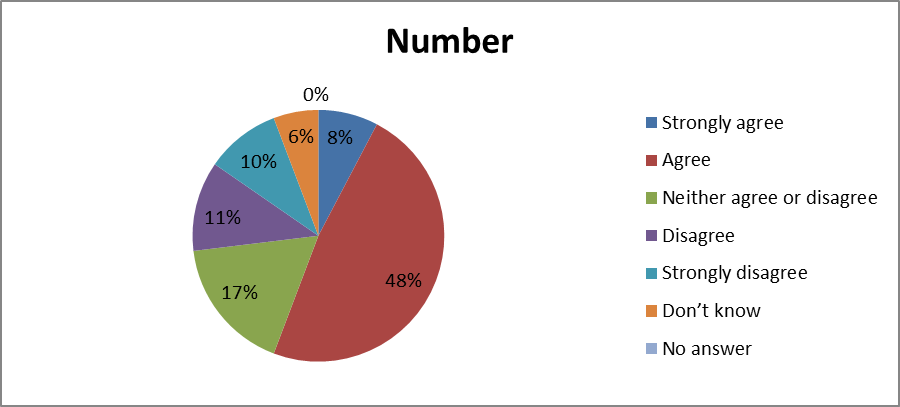 Number
0%
6%
8%
10%
11%
17%
48%
Strongly agree
Agree
Neither agree or disagree
Disagree
Strongly disagree
Don’t know
No answer